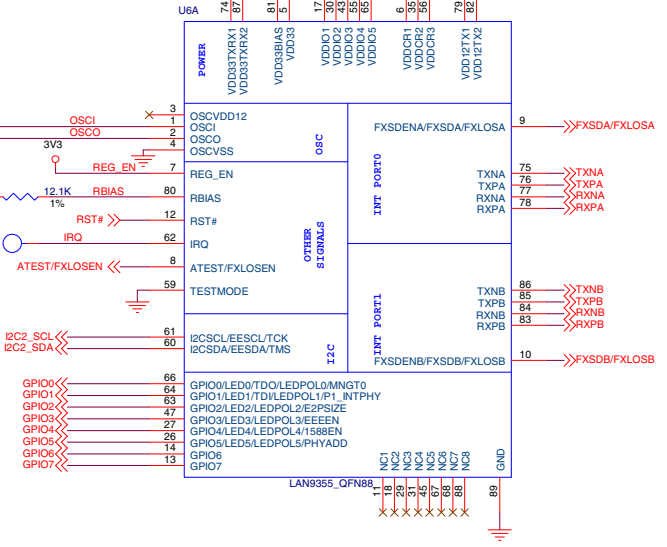 U6A
74 87 81 5 17 30 43 55 65 6 35 56 79 82
POWER
VDD33TXRX1
VDD33TXRX2
VDD33BIAS
VDD33
VDDIO1
VDDIO2
VDDIO3
VDDIO4
VDDIO5
VDDCR1
VDDCR2
VDDCR3
VDD12TX1
VDD12TX2
3 OSCVDD12
OSCI 1 OSCI
OSCO 2 OSCO
4 OSCVSS
OSC
3V3
REG_EN 7 REG_EN
12.1K RBIAS 80 RBIAS
1%
RST# 12 RST#
IRQ 62 IRQ
ATEST/FXLOSEN 8 ATEST/FXLOSEN
59 TESTMODE
OTHER
SIGNALS
I2C2_SCL 61 I2CSCL/EESCL/TCK
I2C2_SDA 60 I2CSDA/EESDA/TMS
I2C
GPIO0 66 GPIO0/LED0/TDO/LEDPOL0/MNGT0
GPIO1 64 GPIO1/LED1/TDI/LEDPOL1/P1_INTPHY
GPIO2 63 GPIO2/LED2/LEDPOL2/E2PSIZE
GPIO3 47 GPIO3/LED3/LEDPOL3/EEEEN
GPIO4 27 GPIO4/LED4/LEDPOL4/1588EN
GPIO5 26 GPIO5/LED5/LEDPOL5/PHYADD
GPIO6 14 GPIO6
GPIO7 13 GPIO7
FXSDENA/FXSDA/FXLOSA 9 FXSDA/FXLOSA
INT PORT0
TXNA 75 TXNA
TXPA 76 TXPA
RXNA 77 RXNA
RXPA 78 RXPA
INT PORT1
TXNB 86 TXNB
TXPB 85 TXPB
RXNB 84 RXNB
RXPB 83 RXPB
FXSDENB/FXSDB/FXLOSB 10 FXSDB/FXLOSB
NC1
NC2
NC3
NC4
NC5
NC6
NC7
NC8
GND
LAN9355_QFN88
11 18 29 31 45 67 68 88 89